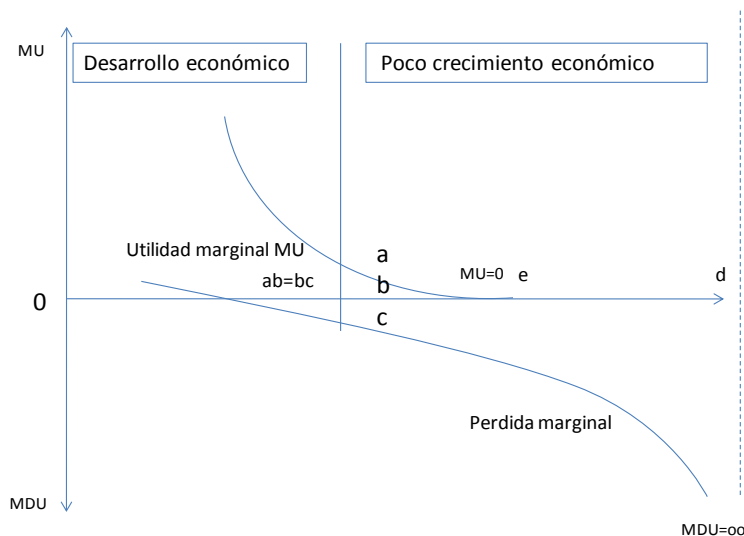 MU
Desarrollo económico
Poco crecimiento económico
Utilidad marginal MU
a
ab=bc
b
MU=0
e
d
0
c
Perdida marginal
MDU
MDU=oo